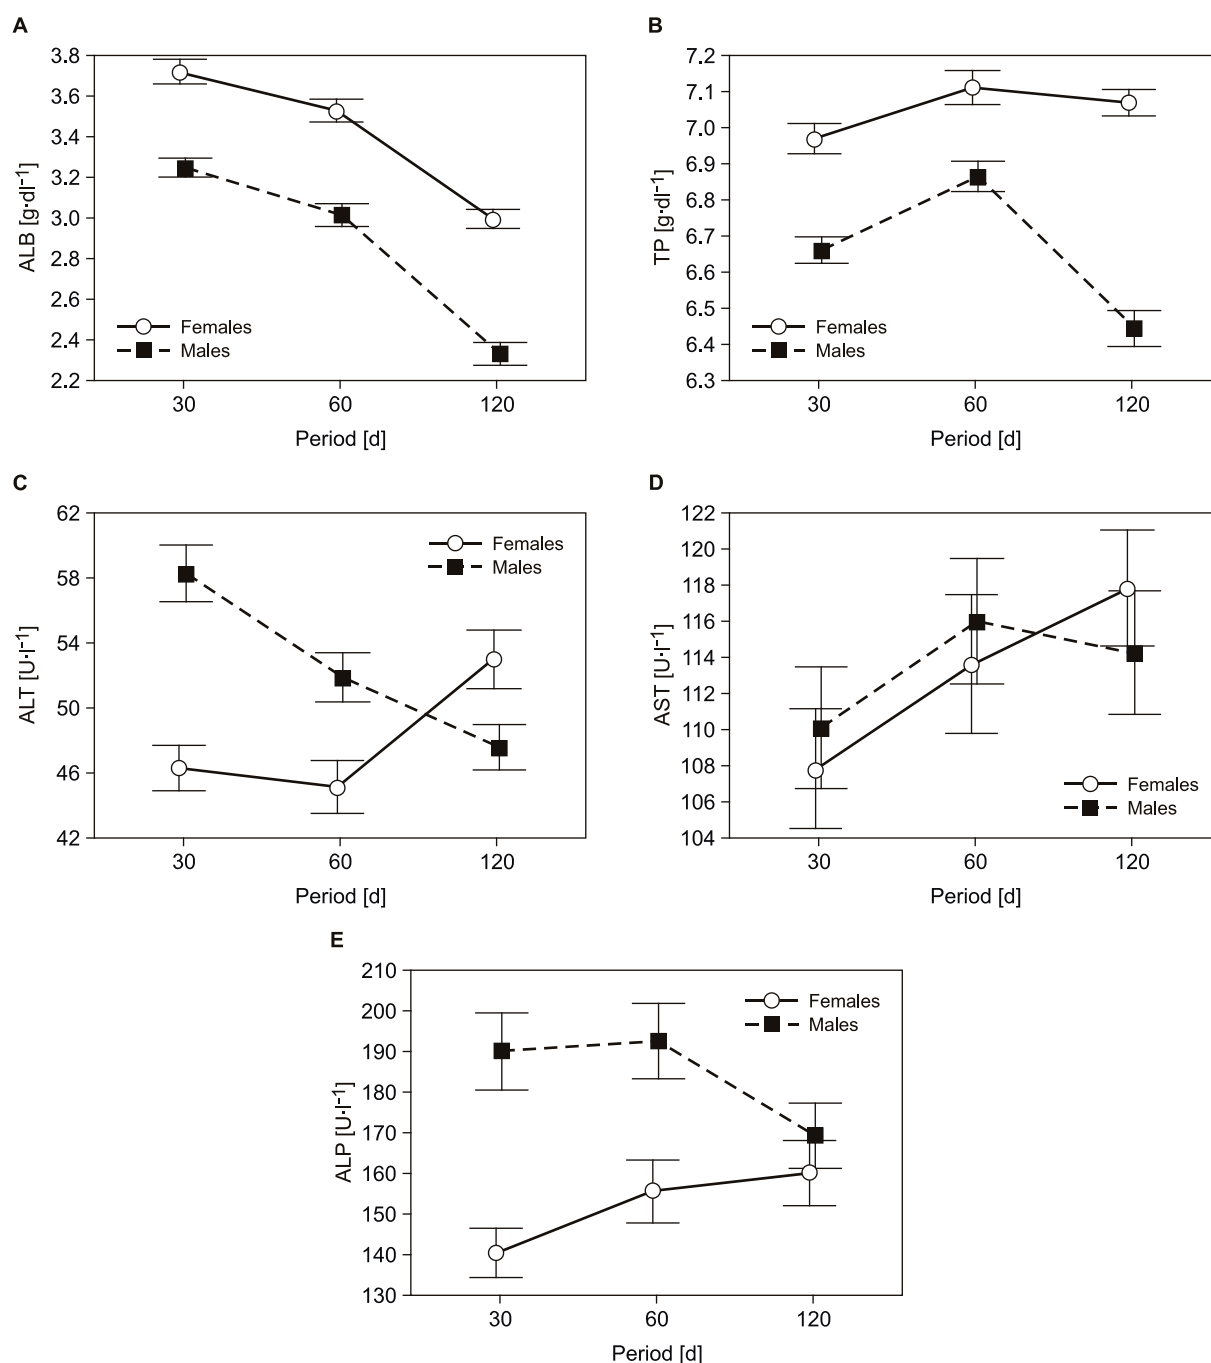 A
3.8
3.6
3.4
3.2
3.0
2.8
2.6
2.4
2.2
ALB [g·dl⁻¹]
Females
Males
30 60 120
Period [d]
B
7.2
7.1
7.0
6.9
6.8
6.7
6.6
6.5
6.4
6.3
TP [g·dl⁻¹]
Females
Males
30 60 120
Period [d]
C
62
58
53
50
46
42
ALT [U·l⁻¹]
Females
Males
30 60 120
Period [d]
D
122
120
118
116
114
112
110
108
106
104
AST [U·l⁻¹]
Females
Males
30 60 120
Period [d]
E
210
200
190
180
170
160
150
140
130
ALP [U·l⁻¹]
Females
Males
30 60 120
Period [d]